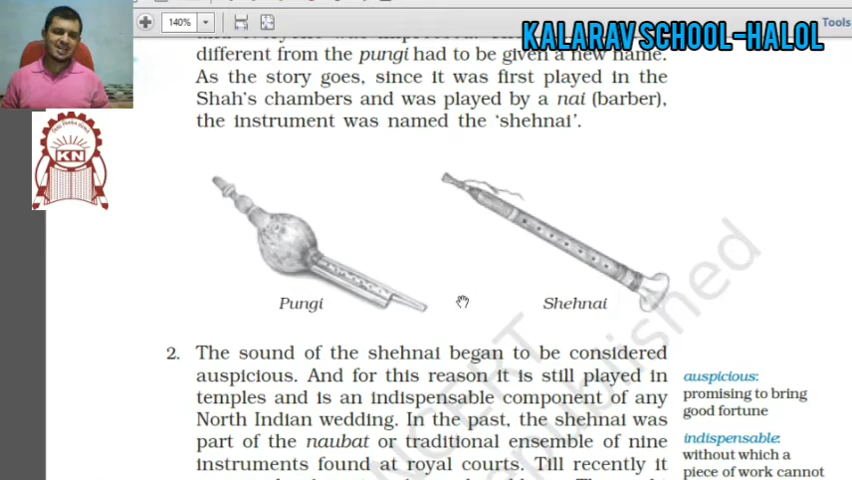 140%
Tools
KALARAV SCHOOL-HALOL
different from the pungi had to be given a new name.
As the story goes, since it was first played in the
Shah's chambers and was played by a nai (barber),
the instrument was named the 'shehnai'.
KN
Pungi
Shehnai
2. The sound of the shehnai began to be considered
auspicious. And for this reason it is still played in
temples and is an indispensable component of any
North Indian wedding. In the past, the shehnai was
part of the naubat or traditional ensemble of nine
instruments found at royal courts. Till recently it
auspicious:
promising to bring
good fortune
indispensable:
without which a
piece of work cannot
NCERT
published